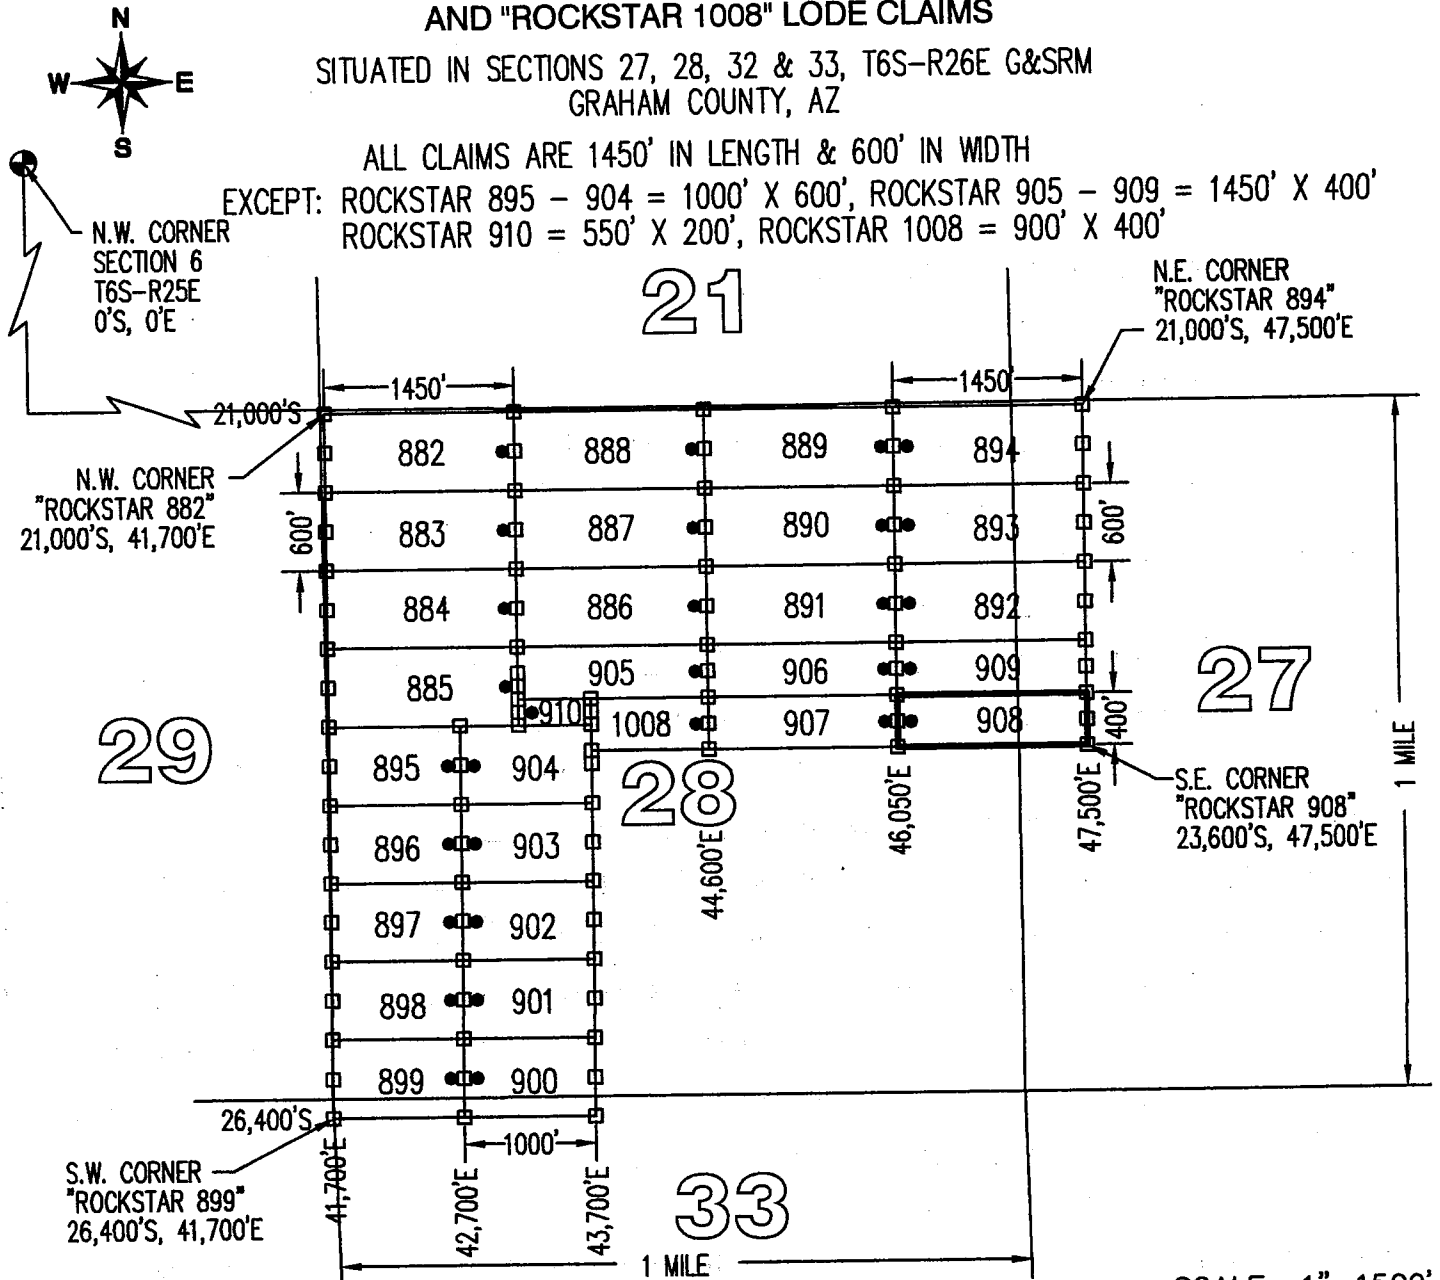 AND "ROCKSTAR 1008" LODE CLAIMS
SITUATED IN SECTIONS 27, 28, 32 & 33, T6S-R26E G&SRM
GRAHAM COUNTY, AZ
ALL CLAIMS ARE 1450' IN LENGTH & 600' IN WIDTH
EXCEPT: ROCKSTAR 895 - 904 = 1000' X 600', ROCKSTAR 905 - 909 = 1450' X 400'
ROCKSTAR 910 = 550' X 200', ROCKSTAR 1008 = 900' X 400'
N
W E
S
N.W. CORNER
SECTION 6
T6S-R25E
0'S, 0'E
21
N.E. CORNER
"ROCKSTAR 894"
21,000'S, 47,500'E
1450' 1450'
21,000'S
N.W. CORNER
"ROCKSTAR 882"
21,000'S, 41,700'E
600'
882 888 889 894
883 887 890 893
600'
884 886 891 892
885 905 906 909
910 1008 907 908
400'
27
29
28
895 904
896 903
897 902
898 901
899 900
44,600'E
46,050'E
47,500'E
S.E. CORNER
"ROCKSTAR 908"
23,600'S, 47,500'E
1 MILE
26,400'S
1000'
S.W. CORNER
"ROCKSTAR 899"
26,400'S, 41,700'E
41,700'E
42,700'E
43,700'E
33
1 MILE